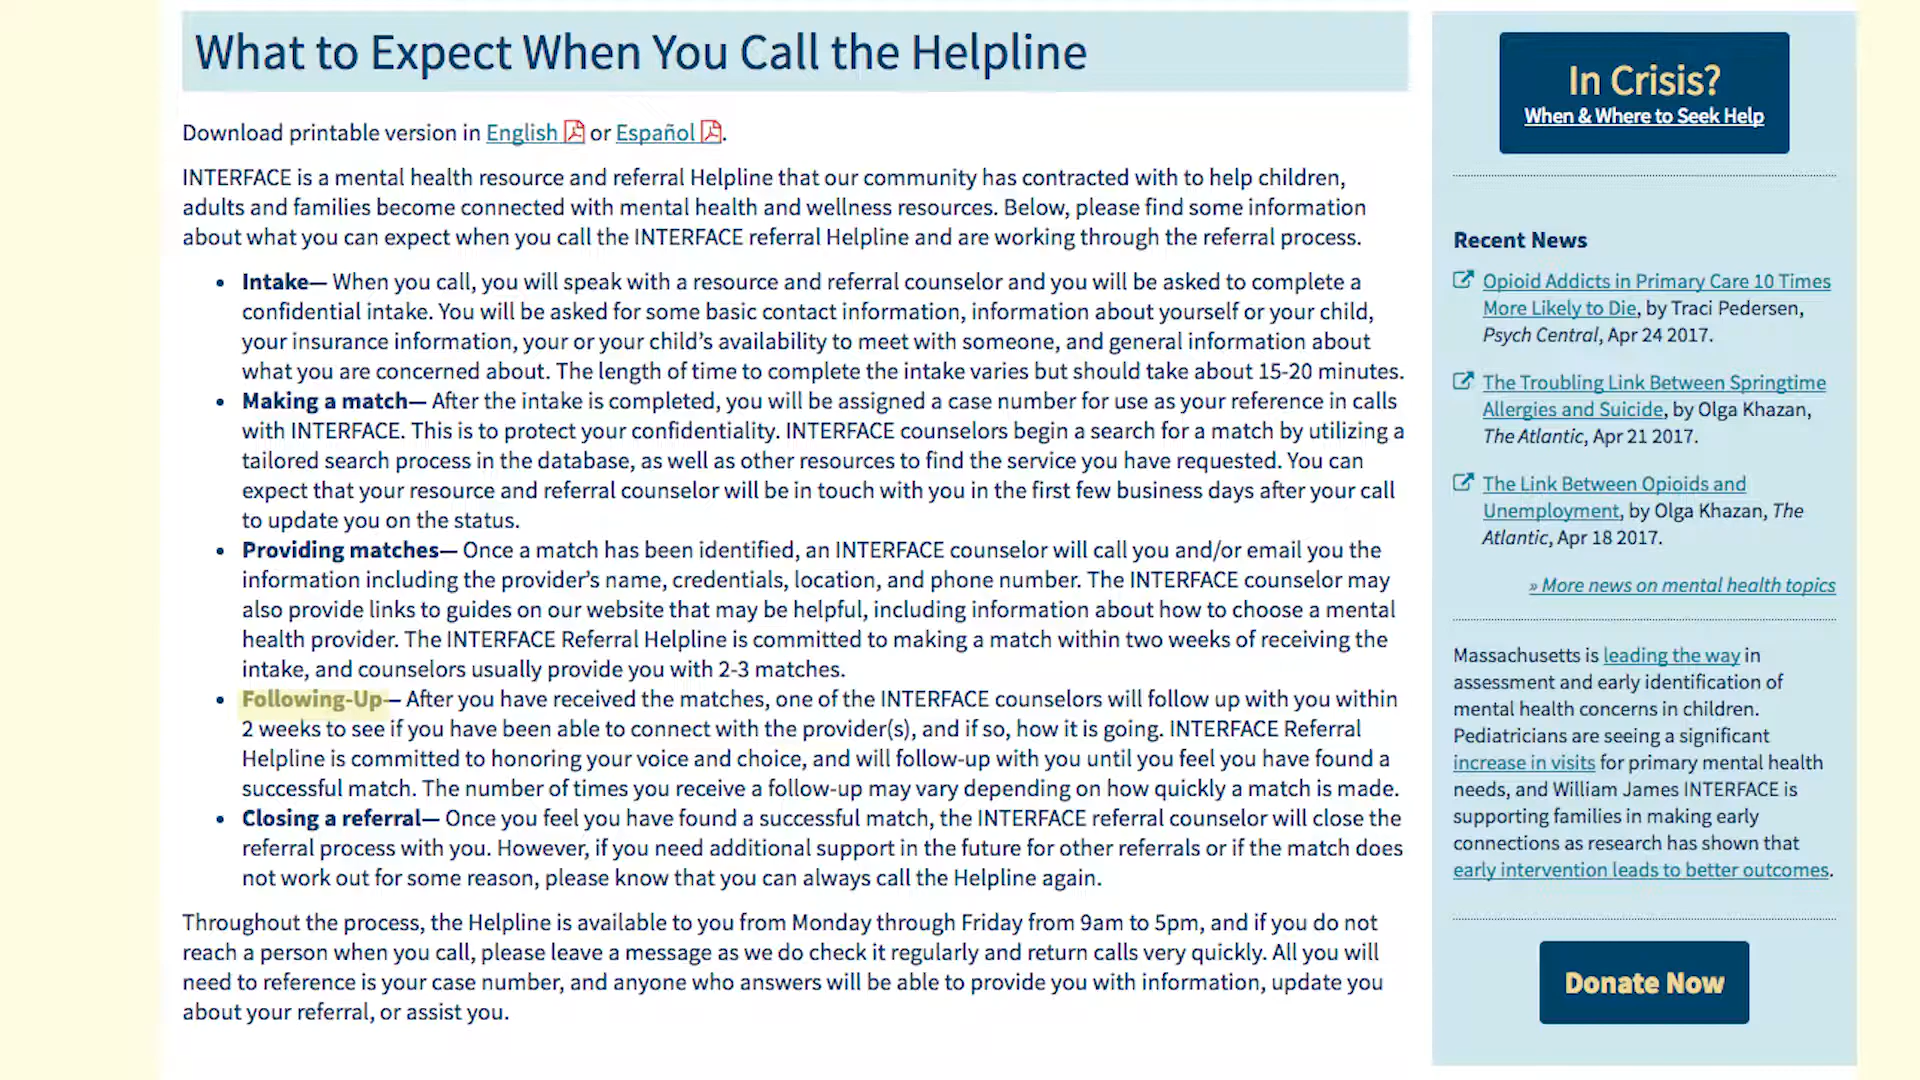 What to Expect When You Call the Helpline
Download printable version in English or Español.
INTERFACE is a mental health resource and referral Helpline that our community has contracted with to help children,
adults and families become connected with mental health and wellness resources. Below, please find some information
about what you can expect when you call the INTERFACE referral Helpline and are working through the referral process.
• Intake— When you call, you will speak with a resource and referral counselor and you will be asked to complete a
confidential intake. You will be asked for some basic contact information, information about yourself or your child,
your insurance information, your or your child's availability to meet with someone, and general information about
what you are concerned about. The length of time to complete the intake varies but should take about 15-20 minutes.
• Making a match— After the intake is completed, you will be assigned a case number for use as your reference in calls
with INTERFACE. This is to protect your confidentiality. INTERFACE counselors begin a search for a match by utilizing a
tailored search process in the database, as well as other resources to find the service you have requested. You can
expect that your resource and referral counselor will be in touch with you in the first few business days after your call
to update you on the status.
• Providing matches— Once a match has been identified, an INTERFACE counselor will call you and/or email you the
information including the provider's name, credentials, location, and phone number. The INTERFACE counselor may
also provide links to guides on our website that may be helpful, including information about how to choose a mental
health provider. The INTERFACE Referral Helpline is committed to making a match within two weeks of receiving the
intake, and counselors usually provide you with 2-3 matches.
• Following-Up— After you have received the matches, one of the INTERFACE counselors will follow up with you within
2 weeks to see if you have been able to connect with the provider(s), and if so, how it is going. INTERFACE Referral
Helpline is committed to honoring your voice and choice, and will follow-up with you until you feel you have found a
successful match. The number of times you receive a follow-up may vary depending on how quickly a match is made.
• Closing a referral— Once you feel you have found a successful match, the INTERFACE referral counselor will close the
referral process with you. However, if you need additional support in the future for other referrals or if the match does
not work out for some reason, please know that you can always call the Helpline again.
Throughout the process, the Helpline is available to you from Monday through Friday from 9am to 5pm, and if you do not
reach a person when you call, please leave a message as we do check it regularly and return calls very quickly. All you will
need to reference is your case number, and anyone who answers will be able to provide you with information, update you
about your referral, or assist you.
In Crisis?
When & Where to Seek Help
Recent News
Opioid Addicts in Primary Care 10 Times
More Likely to Die, by Traci Pedersen,
Psych Central, Apr 24 2017.
The Troubling Link Between Springtime
Allergies and Suicide, by Olga Khazan,
The Atlantic, Apr 21 2017.
The Link Between Opioids and
Unemployment, by Olga Khazan, The
Atlantic, Apr 18 2017.
» More news on mental health topics
Massachusetts is leading the way in
assessment and early identification of
mental health concerns in children.
Pediatricians are seeing a significant
increase in visits for primary mental health
needs, and William James INTERFACE is
supporting families in making early
connections as research has shown that
early intervention leads to better outcomes.
Donate Now